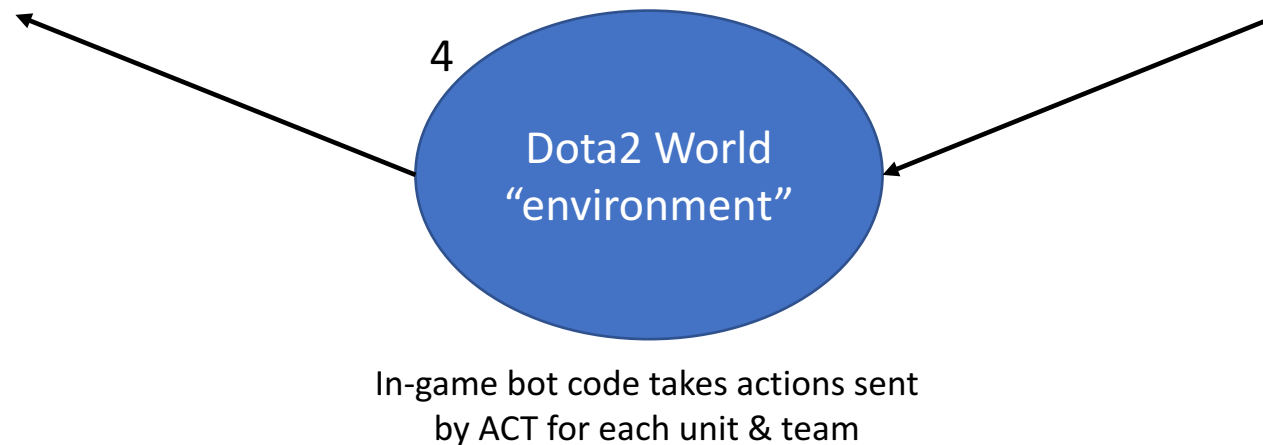 4
Dota2 World
“environment”
In-game bot code takes actions sent
by ACT for each unit & team